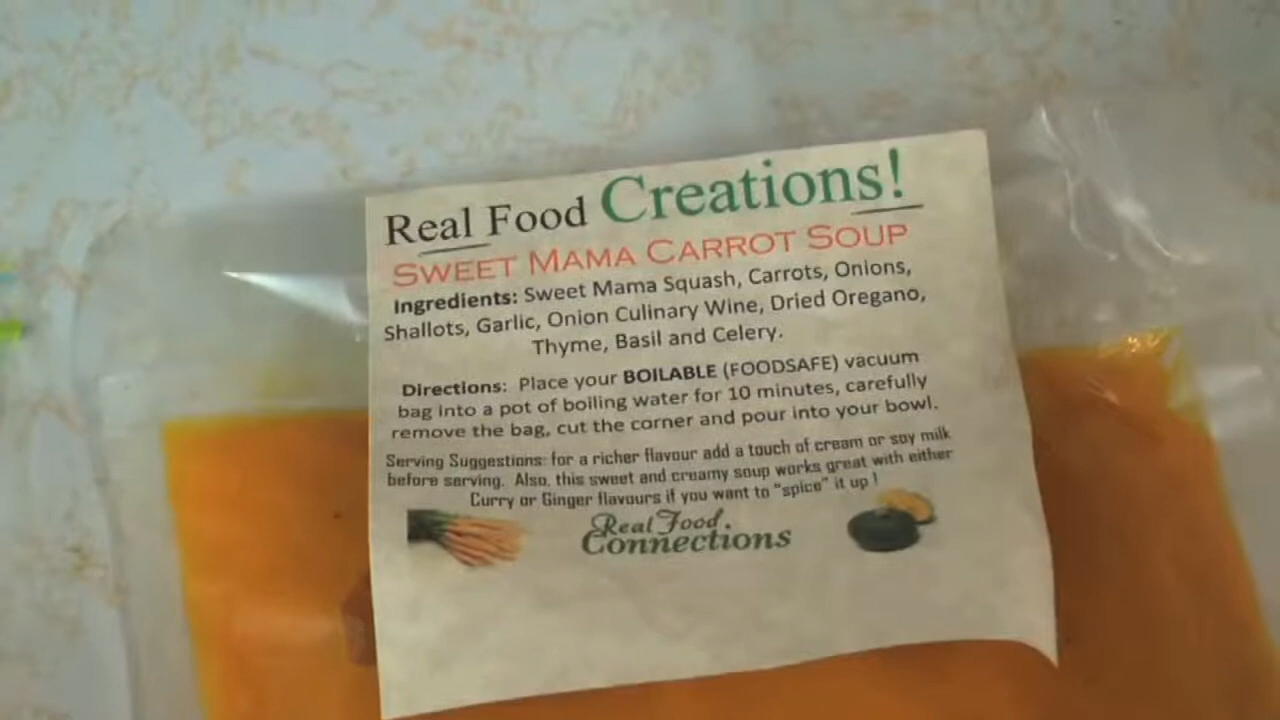 Real Food Creations!
SWEET MAMA CARROT SOUP
Ingredients: Sweet Mama Squash, Carrots, Onions,
Shallots, Garlic, Onion Culinary Wine, Dried Oregano,
Thyme, Basil and Celery.
Directions: Place your BOILABLE (FOODSAFE) vacuum
bag into a pot of boiling water for 10 minutes, carefully
remove the bag, cut the corner and pour into your bowl.
Serving Suggestions: for a richer flavour add a touch of cream or soy milk
before serving. Also, this sweet and creamy soup works great with either
Curry or Ginger flavours if you want to "spice" it up !
Real Food
Connections